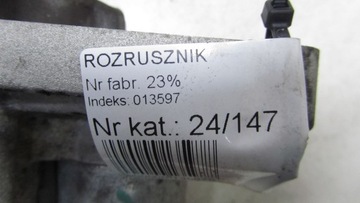 ROZRUSZNIK
Nr fabr. 23%
Indeks: 013597
Nr kat.: 24/147